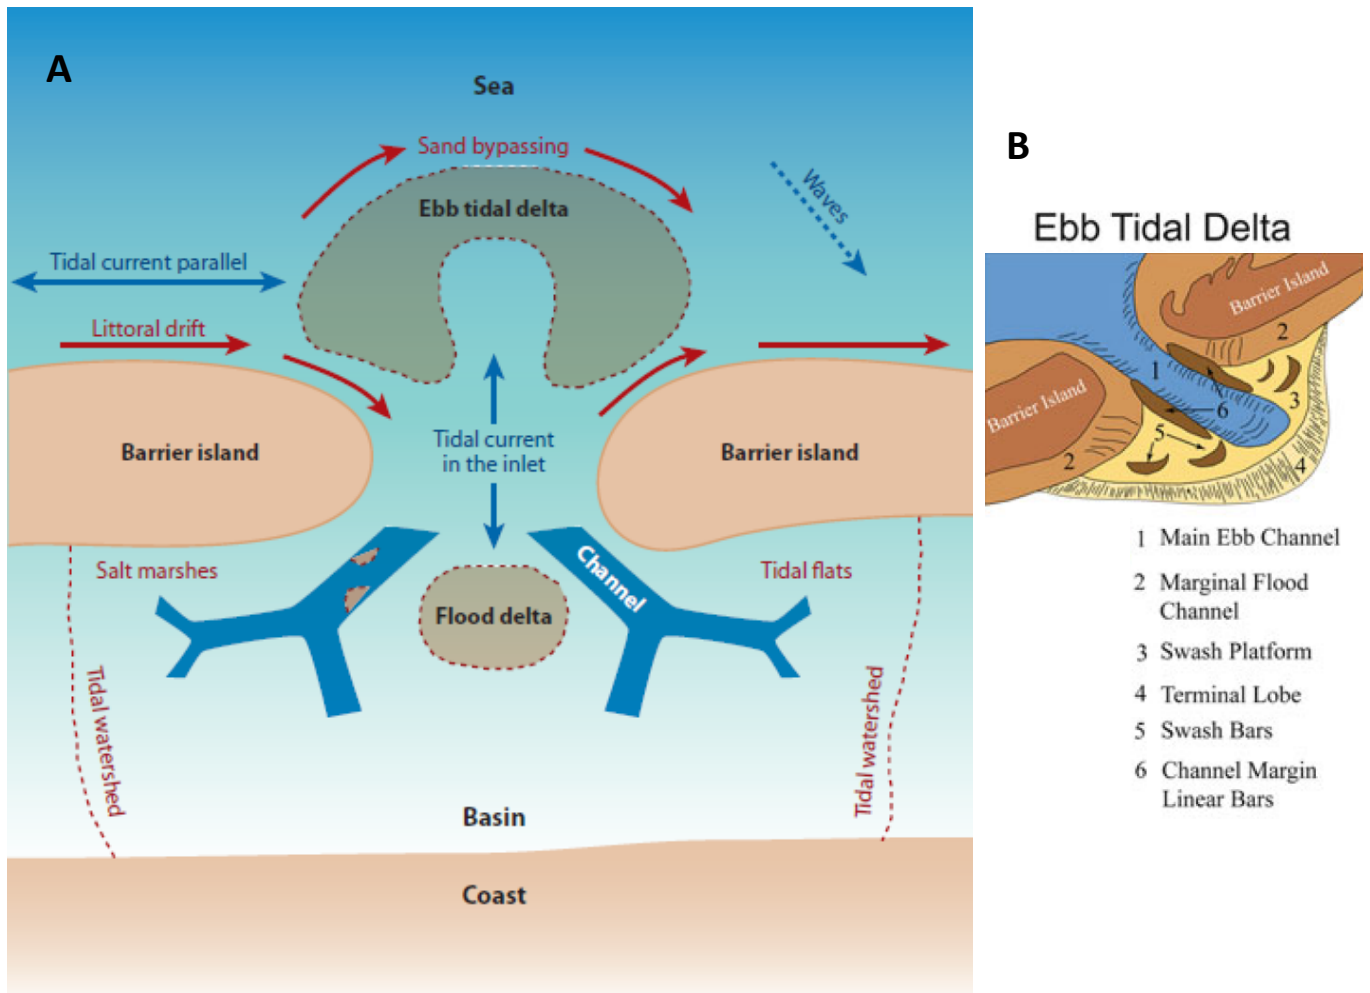 A
Sea
Sand bypassing
Ebb tidal delta
Waves
Tidal current parallel
Littoral drift
Barrier island
Tidal current
in the inlet
Barrier island
Salt marshes
Channel
Tidal flats
Flood delta
Tidal watershed
Tidal watershed
Basin
Coast
B
Ebb Tidal Delta
Barrier Island
2
1
3
Barrier Island
6
5
2
4
1 Main Ebb Channel
2 Marginal Flood
Channel
3 Swash Platform
4 Terminal Lobe
5 Swash Bars
6 Channel Margin
Linear Bars